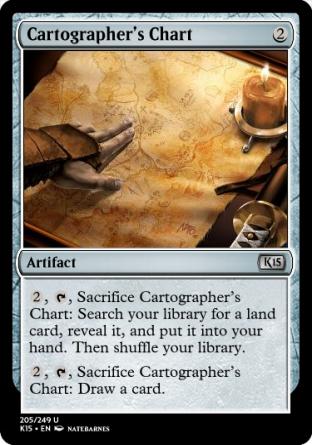 Cartographer's Chart 2
Artifact K15
2 , , Sacrifice Cartographer's
Chart: Search your library for a land
card, reveal it, and put it into your
hand. Then shuffle your library.
2 , , Sacrifice Cartographer's
Chart: Draw a card.
205/249 U
K15 • EN NATEBARNES